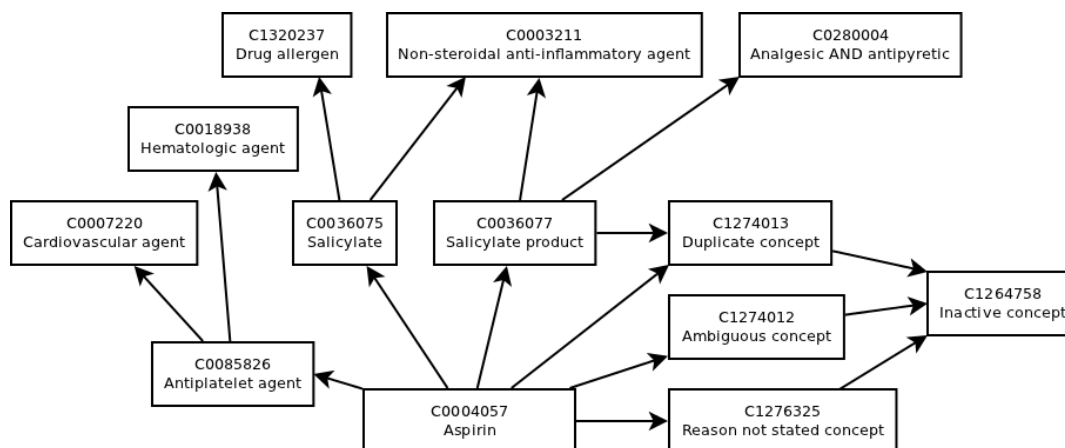 C1320237
Drug allergen
C0003211
Non-steroidal anti-inflammatory agent
C0280004
Analgesic AND antipyretic
C0018938
Hematologic agent
C0007220
Cardiovascular agent
C0036075
Salicylate
C0036077
Salicylate product
C1274013
Duplicate concept
C1264758
Inactive concept
C1274012
Ambiguous concept
C0085826
Antiplatelet agent
C0004057
Aspirin
C1276325
Reason not stated concept